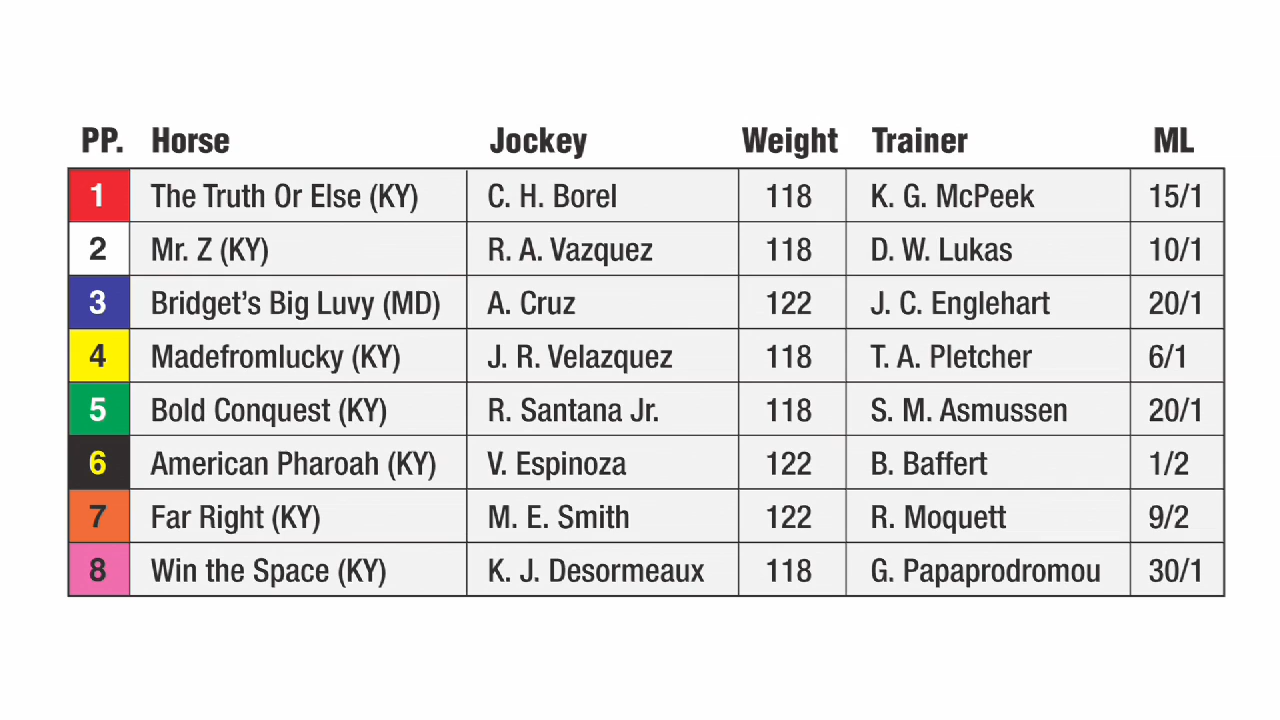 PP. Horse Jockey Weight Trainer ML
1 The Truth Or Else (KY) C. H. Borel 118 K. G. McPeek 15/1
2 Mr. Z (KY) R. A. Vazquez 118 D. W. Lukas 10/1
3 Bridget's Big Luvy (MD) A. Cruz 122 J. C. Englehart 20/1
4 Madefromlucky (KY) J. R. Velazquez 118 T. A. Pletcher 6/1
5 Bold Conquest (KY) R. Santana Jr. 118 S. M. Asmussen 20/1
6 American Pharoah (KY) V. Espinoza 122 B. Baffert 1/2
7 Far Right (KY) M. E. Smith 122 R. Moquett 9/2
8 Win the Space (KY) K. J. Desormeaux 118 G. Papaprodromou 30/1